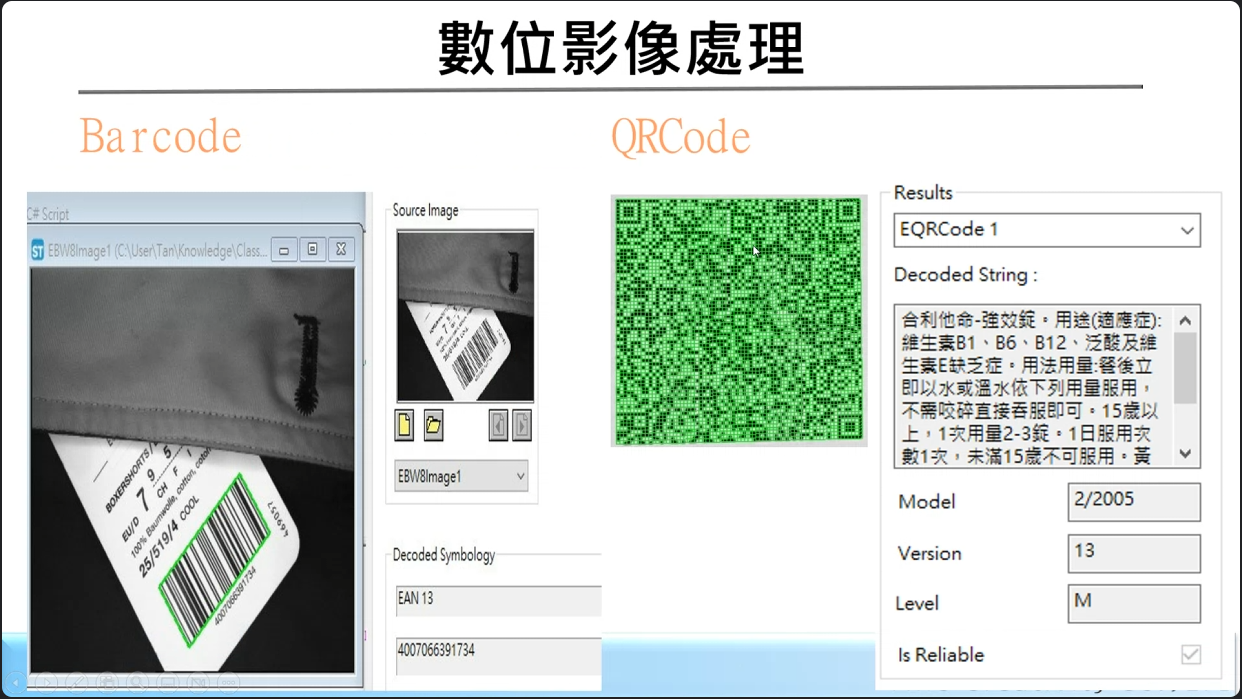 數位影像處理
Barcode
QRCode
C# Script
EBW8Image1 (C:\User\Tan\Knowledge\Class...
BOXERSHORTS/
EU/D 7 9 5
CH F I
100% Baumwolle, cotton, coton
25/519/4 COOL
4007066391734
Source Image
EBW8Image1
Decoded Symbology
EAN 13
4007066391734
Results
EQRCode 1
Decoded String :
合利他命-強效錠。用途(適應症):
維生素B1、B6、B12、泛酸及維
生素E缺乏症。用法用量:餐後立
即以水或溫水依下列用量服用，
不需咬碎直接吞服即可。15歲以
上，1次用量2-3錠。1日服用次
數1次，未滿15歲不可服用。黃
Model
2/2005
Version
13
Level
M
Is Reliable